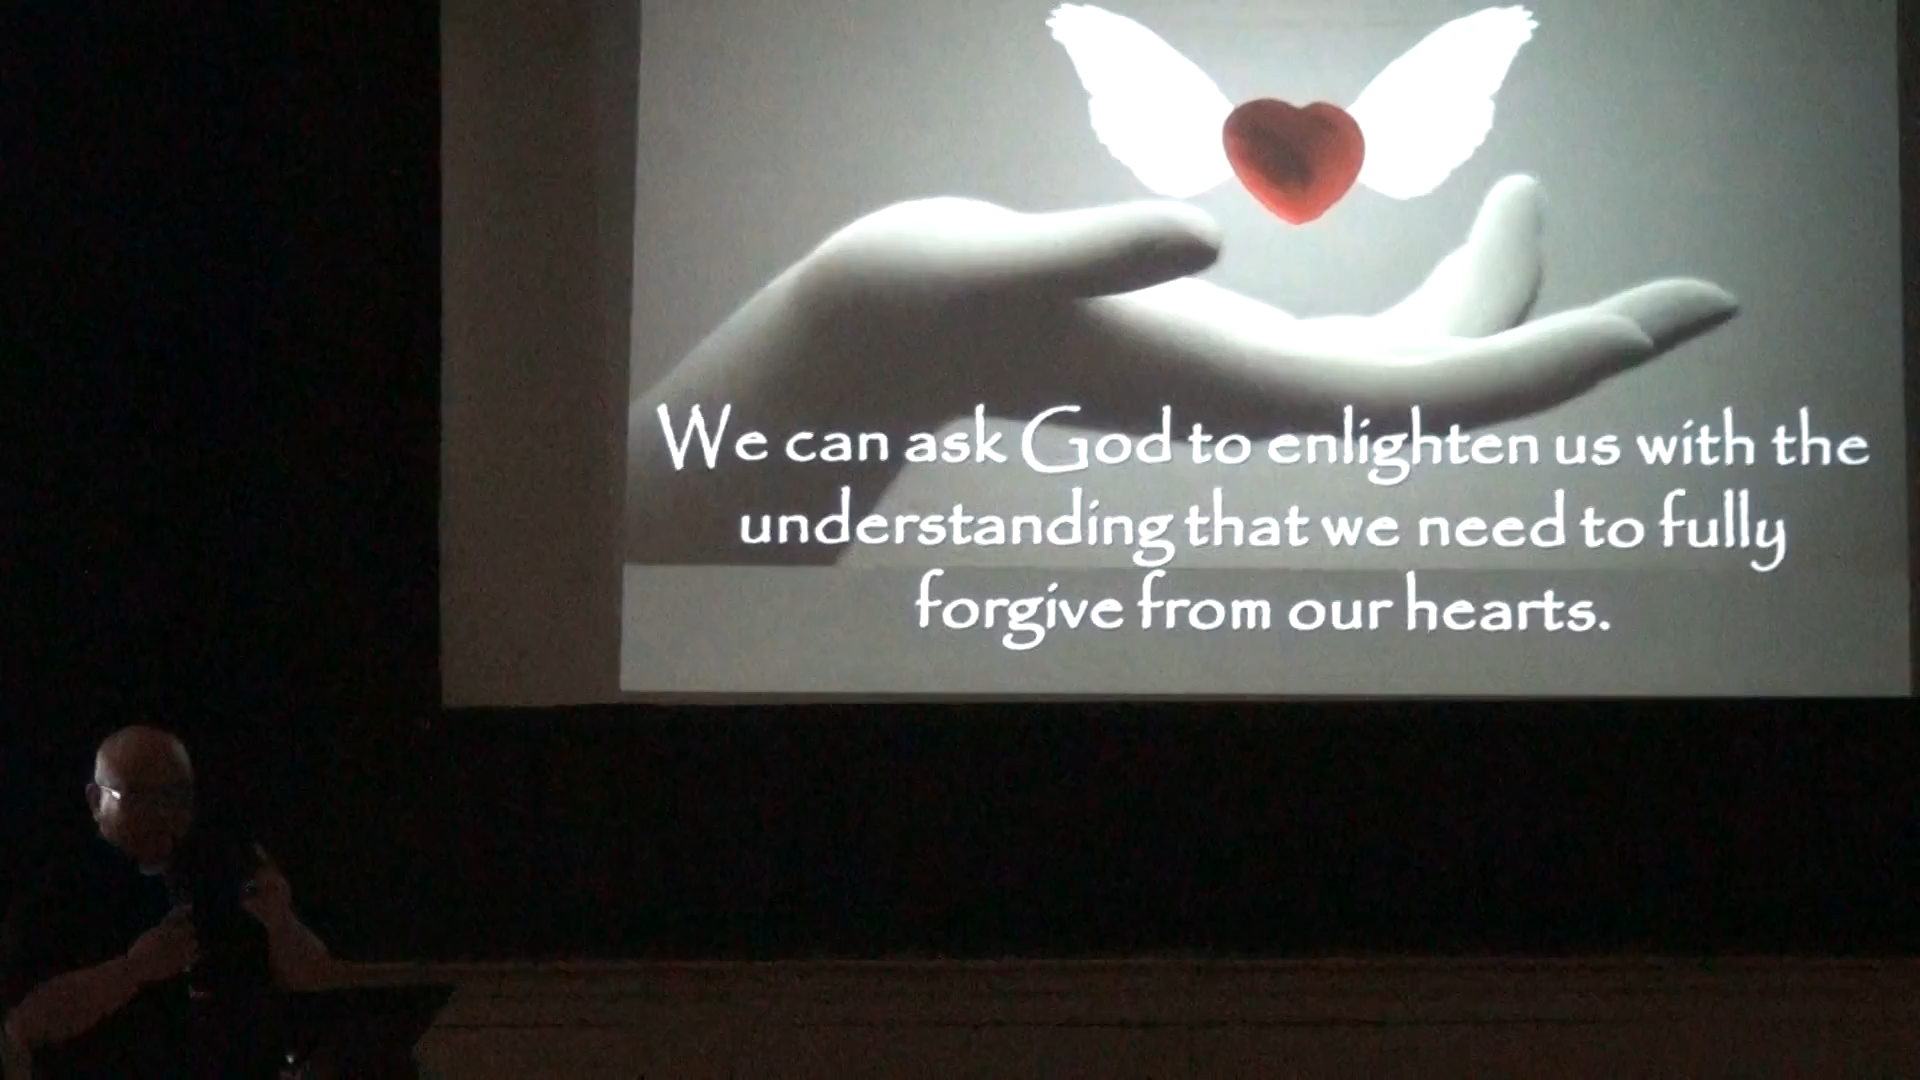 We can ask God to enlighten us with the
understanding that we need to fully
forgive from our hearts.